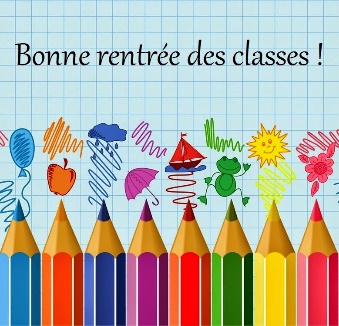 Bonne rentrée des classes !